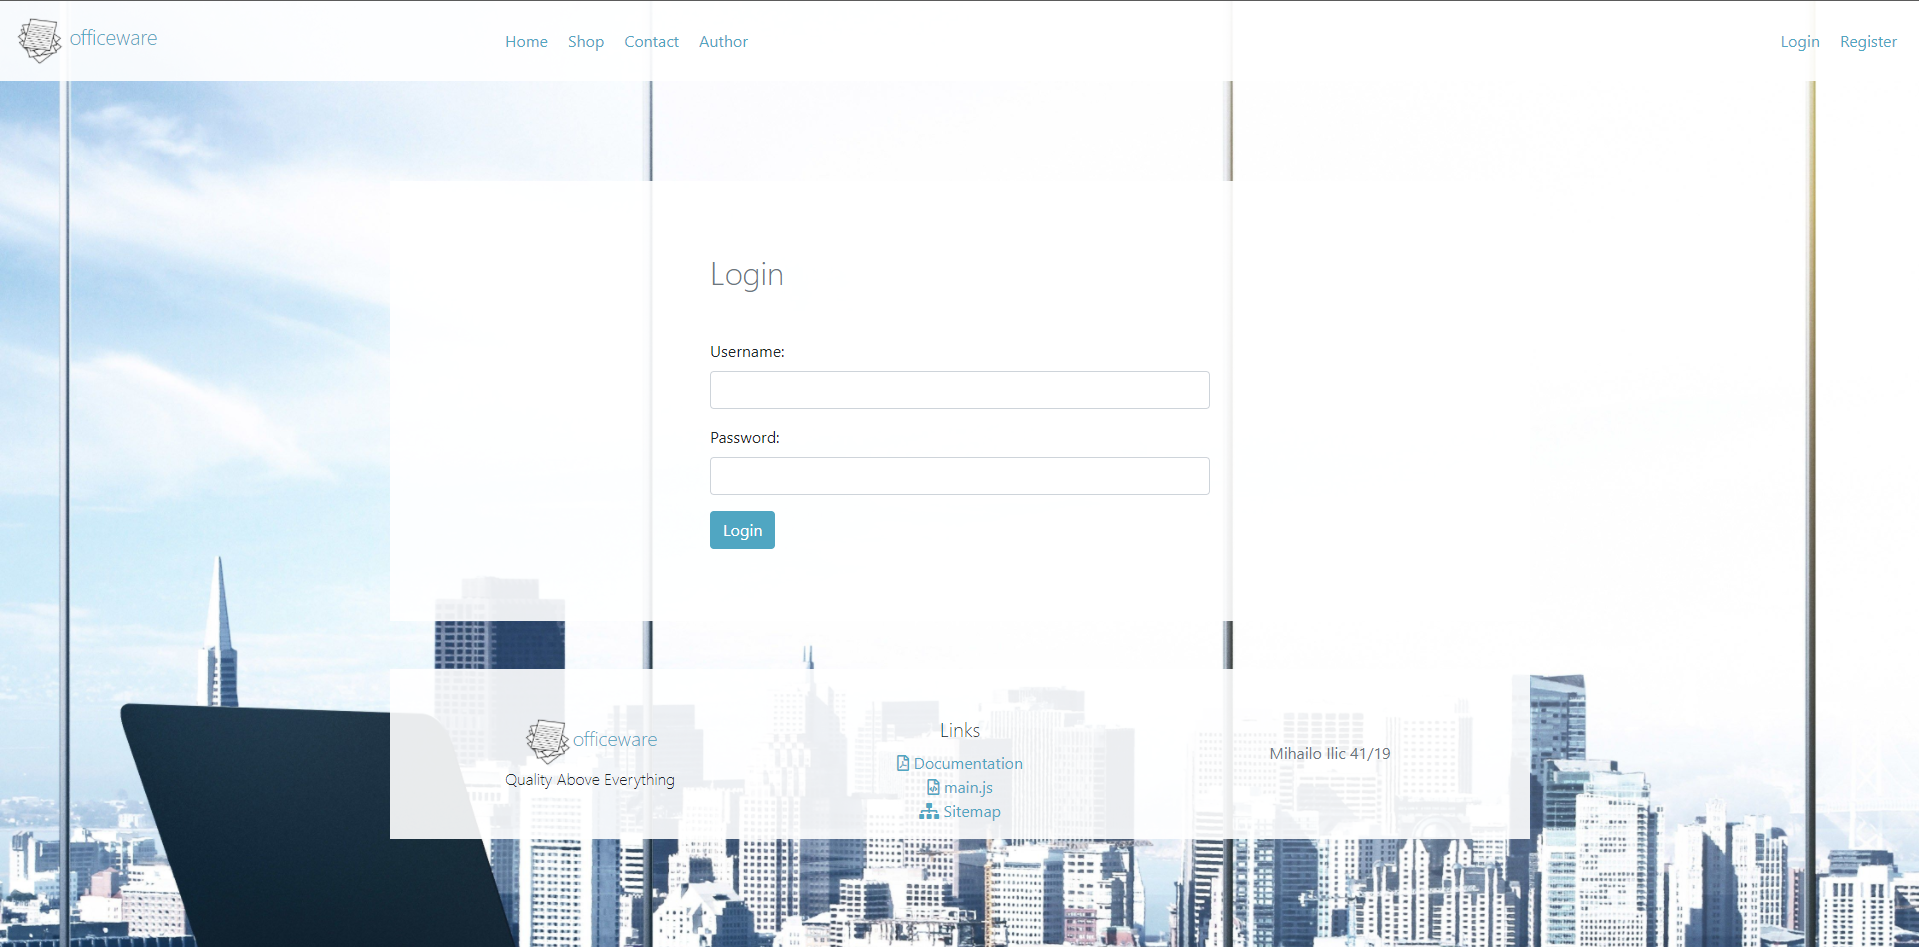 officeware
Home Shop Contact Author
Login Register
Login
Username:
Password:
Login
officeware
Quality Above Everything
Links
Documentation
main.js
Sitemap
Mihailo Ilic 41/19